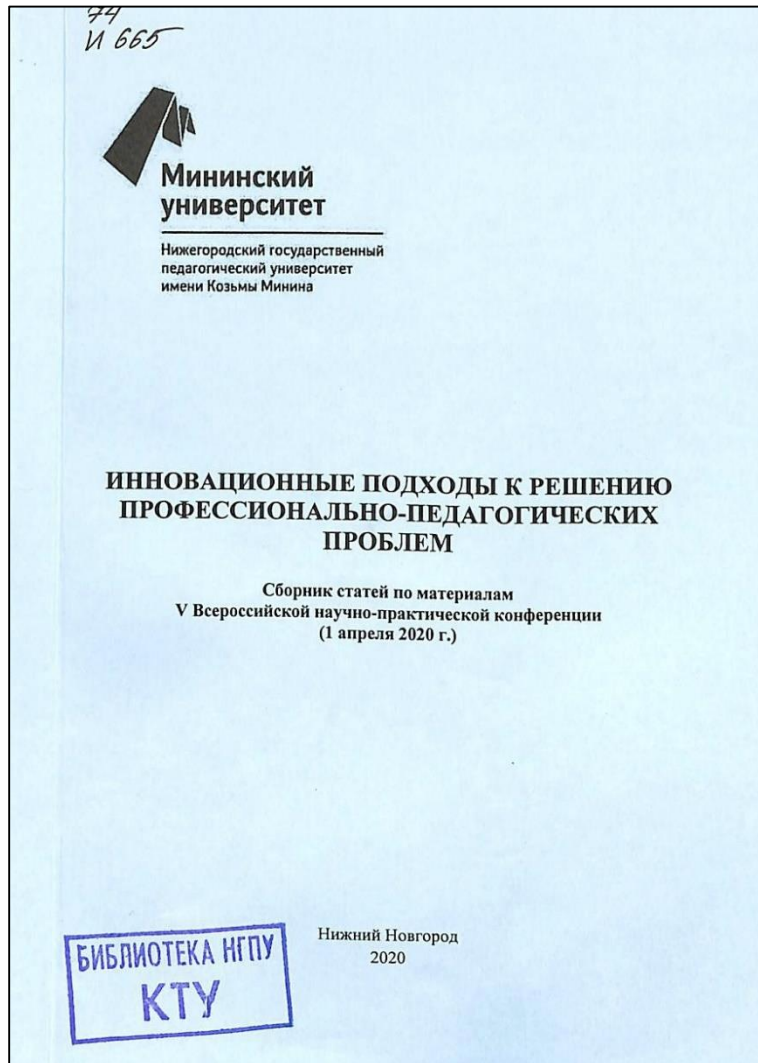 74
И 665
Мининский
университет
Нижегородский государственный
педагогический университет
имени Козьмы Минина
ИННОВАЦИОННЫЕ ПОДХОДЫ К РЕШЕНИЮ
ПРОФЕССИОНАЛЬНО-ПЕДАГОГИЧЕСКИХ
ПРОБЛЕМ
Сборник статей по материалам
V Всероссийской научно-практической конференции
(1 апреля 2020 г.)
Нижний Новгород
2020
БИБЛИОТЕКА НГПУ
КТУ